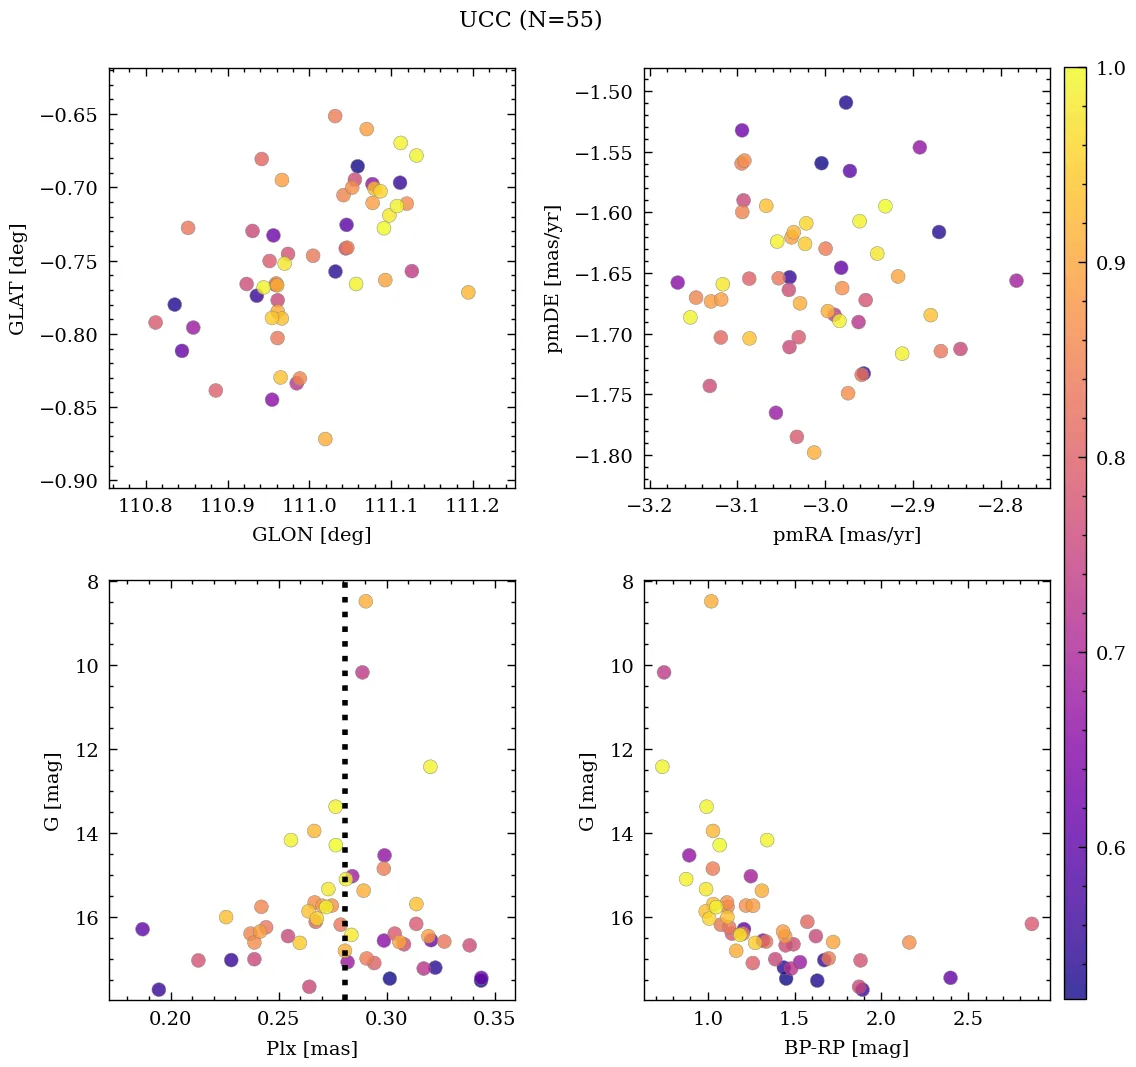 UCC (N=55)
−0.65
−0.70
−0.75
−0.80
−0.85
−0.90
GLAT [deg]
110.8 110.9 111.0 111.1 111.2
GLON [deg]
−1.50
−1.55
−1.60
−1.65
−1.70
−1.75
−1.80
pmDE [mas/yr]
−3.2 −3.1 −3.0 −2.9 −2.8
pmRA [mas/yr]
8
10
12
14
16
G [mag]
0.20 0.25 0.30 0.35
Plx [mas]
8
10
12
14
16
G [mag]
1.0 1.5 2.0 2.5
BP-RP [mag]
1.0
0.9
0.8
0.7
0.6